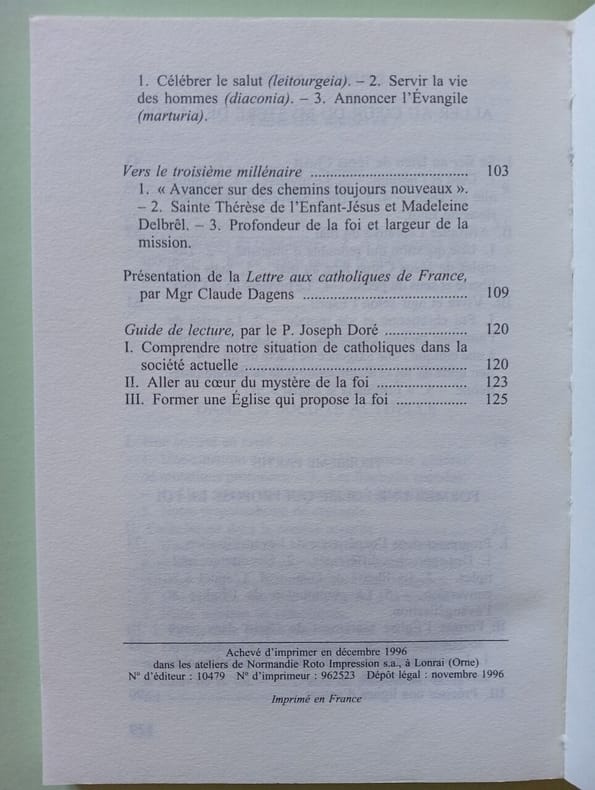 1. Célébrer le salut (leitourgeia). – 2. Servir la vie
des hommes (diaconia). – 3. Annoncer l'Évangile
(marturia).
Vers le troisième millénaire ........................................ 103
1. « Avancer sur des chemins toujours nouveaux ».
– 2. Sainte Thérèse de l'Enfant-Jésus et Madeleine
Delbrêl. – 3. Profondeur de la foi et largeur de la
mission.
Présentation de la Lettre aux catholiques de France,
par Mgr Claude Dagens .......................................... 109
Guide de lecture, par le P. Joseph Doré ..................... 120
I. Comprendre notre situation de catholiques dans la
société actuelle ......................................................... 120
II. Aller au cœur du mystère de la foi ....................... 123
III. Former une Église qui propose la foi .................. 125
Achevé d'imprimer en décembre 1996
dans les ateliers de Normandie Roto Impression s.a., à Lonrai (Orne)
N° d'éditeur : 10479 N° d'imprimeur : 962523 Dépôt légal : novembre 1996
Imprimé en France